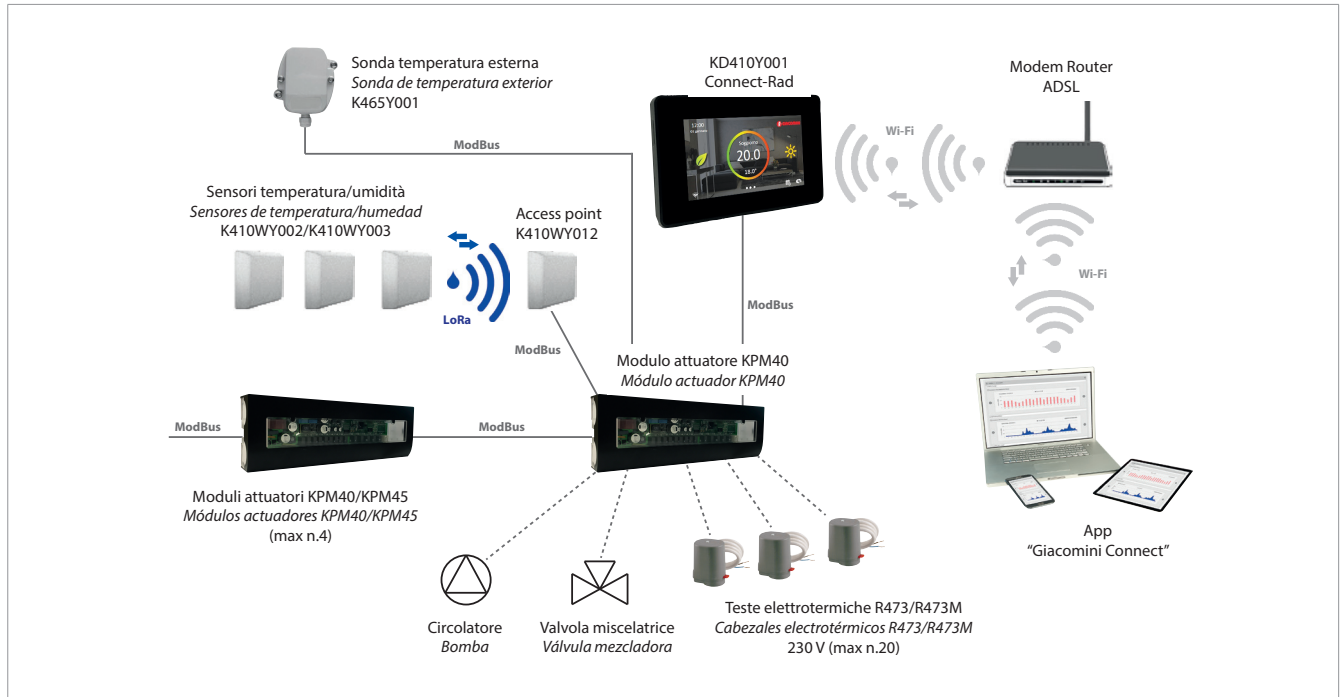 Sonda temperatura esterna
Sonda de temperatura exterior
K465Y001
ModBus
KD410Y001
Connect-Rad
Soggiorno
20.0
18.0°
Wi-Fi
Modem Router
ADSL
Wi-Fi
Sensori temperatura/umidità
Sensores de temperatura/humedad
K410WY002/K410WY003
LoRa
Access point
K410WY012
ModBus
ModBus
Modulo attuatore KPM40
Módulo actuador KPM40
ModBus
ModBus
Moduli attuatori KPM40/KPM45
Módulos actuadores KPM40/KPM45
(max n.4)
Circolatore
Bomba
Valvola miscelatrice
Válvula mezcladora
Teste elettrotermiche R473/R473M
Cabezales electrotérmicos R473/R473M
230 V (max n.20)
App
“Giacomini Connect”